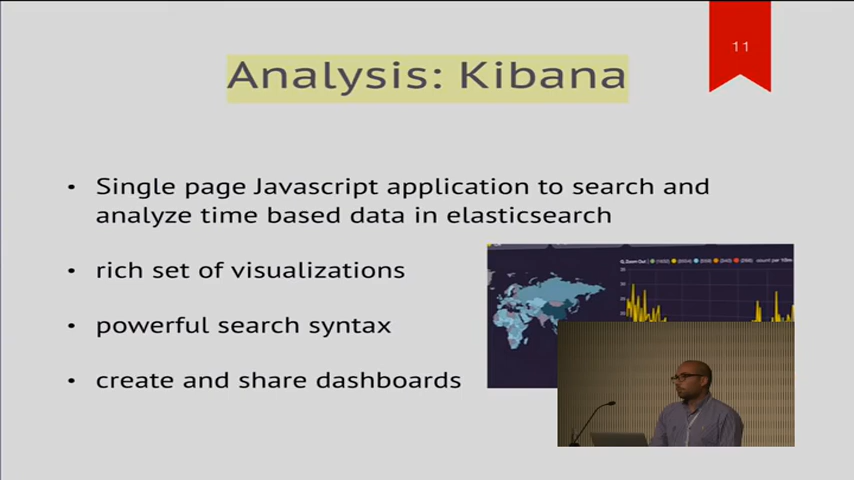 11
Analysis: Kibana
• Single page Javascript application to search and
analyze time based data in elasticsearch
• rich set of visualizations
• powerful search syntax
• create and share dashboards